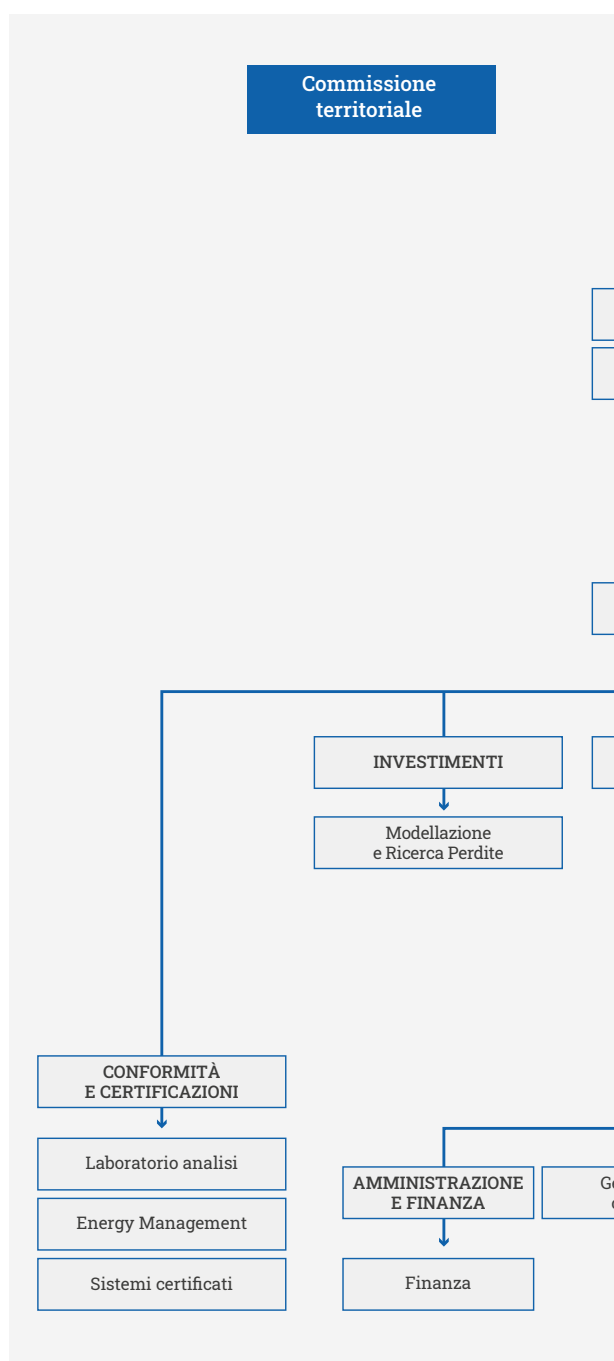 Commissione
territoriale
INVESTIMENTI
Modellazione
e Ricerca Perdite
CONFORMITÀ
E CERTIFICAZIONI
Laboratorio analisi
Energy Management
Sistemi certificati
AMMINISTRAZIONE
E FINANZA
Finanza